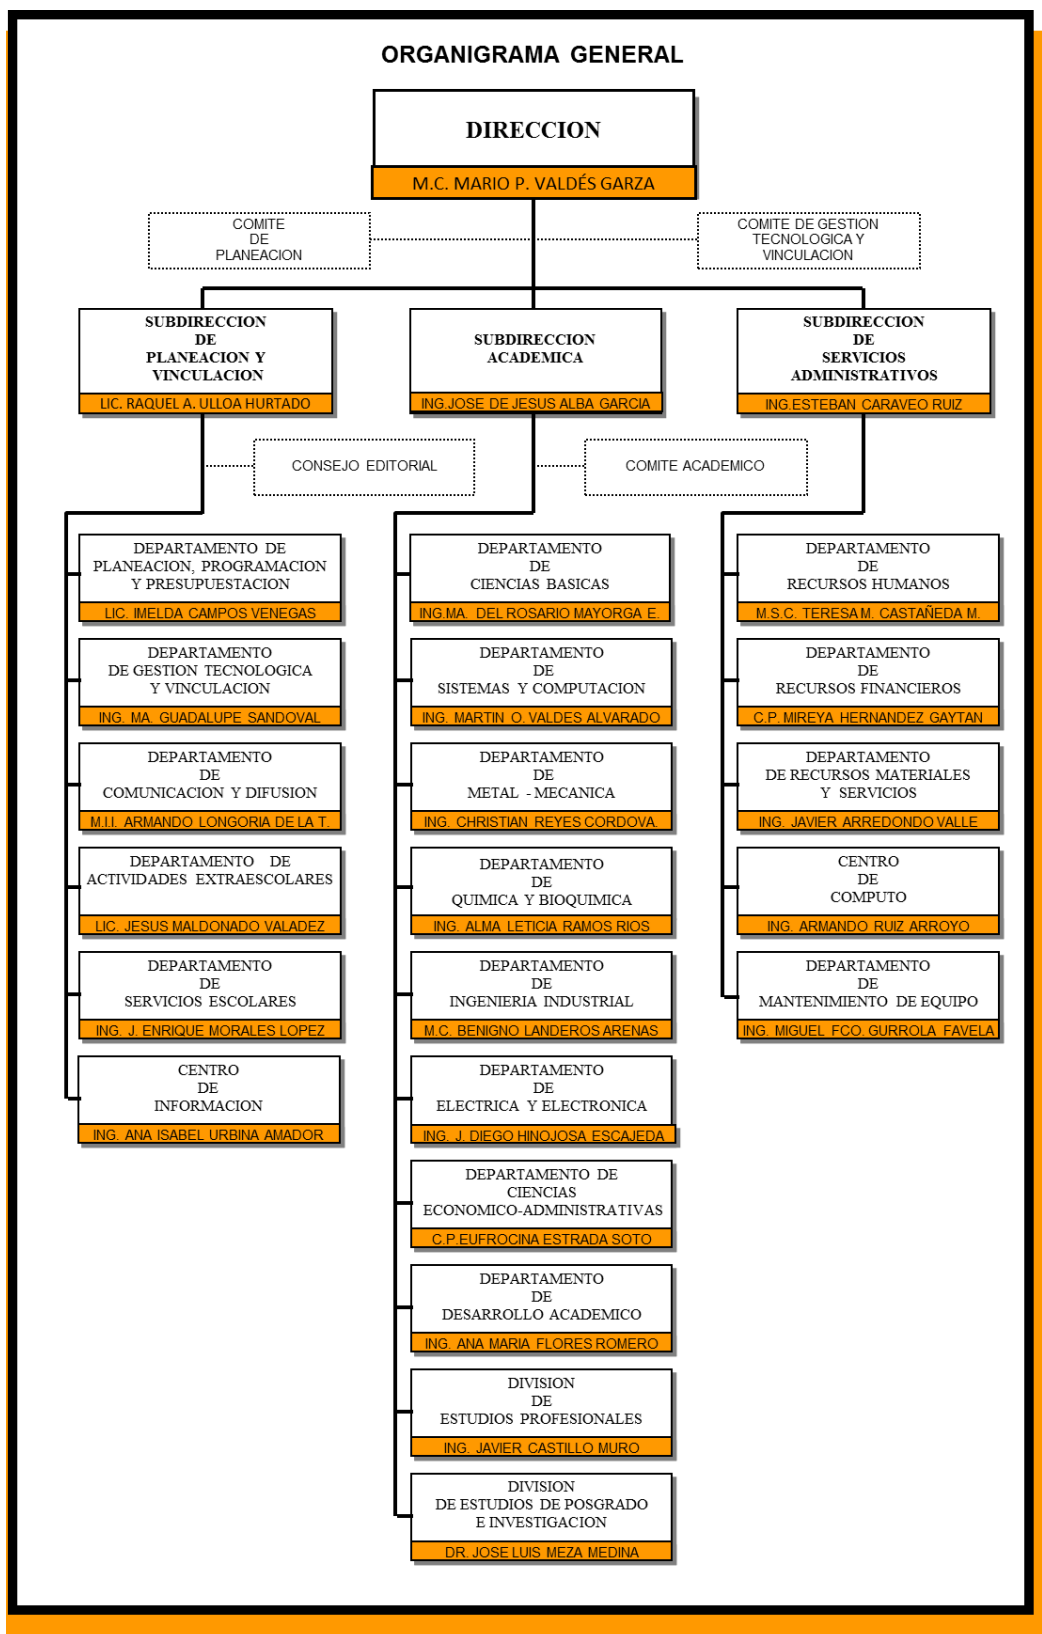 ORGANIGRAMA GENERAL
DIRECCION
M.C. MARIO P. VALDÉS GARZA
COMITE
DE
PLANEACION
COMITE DE GESTION
TECNOLOGICA Y
VINCULACION
SUBDIRECCION
DE
PLANEACION Y
VINCULACION
LIC. RAQUEL A. ULLOA HURTADO
SUBDIRECCION
ACADEMICA
ING.JOSE DE JESUS ALBA GARCIA
SUBDIRECCION
DE
SERVICIOS
ADMINISTRATIVOS
ING.ESTEBAN CARAVEO RUIZ
CONSEJO EDITORIAL
COMITE ACADEMICO
DEPARTAMENTO DE
PLANEACION, PROGRAMACION
Y PRESUPUESTACION
LIC. IMELDA CAMPOS VENEGAS
DEPARTAMENTO
DE GESTION TECNOLOGICA
Y VINCULACION
ING. MA. GUADALUPE SANDOVAL
DEPARTAMENTO
DE
COMUNICACION Y DIFUSION
M.I.I. ARMANDO LONGORIA DE LA T.
DEPARTAMENTO DE
ACTIVIDADES EXTRAESCOLARES
LIC. JESUS MALDONADO VALADEZ
DEPARTAMENTO
DE
SERVICIOS ESCOLARES
ING. J. ENRIQUE MORALES LOPEZ
CENTRO
DE
INFORMACION
ING. ANA ISABEL URBINA AMADOR
DEPARTAMENTO
DE
CIENCIAS BASICAS
ING.MA. DEL ROSARIO MAYORGA E.
DEPARTAMENTO
DE
SISTEMAS Y COMPUTACION
ING. MARTIN O. VALDES ALVARADO
DEPARTAMENTO
DE
METAL - MECANICA
ING. CHRISTIAN REYES CORDOVA.
DEPARTAMENTO
DE
QUIMICA Y BIOQUIMICA
ING. ALMA LETICIA RAMOS RIOS
DEPARTAMENTO
DE
INGENIERIA INDUSTRIAL
M.C. BENIGNO LANDEROS ARENAS
DEPARTAMENTO
DE
ELECTRICA Y ELECTRONICA
ING. J. DIEGO HINOJOSA ESCAJEDA
DEPARTAMENTO DE
CIENCIAS
ECONOMICO-ADMINISTRATIVAS
C.P.EUFROCINA ESTRADA SOTO
DEPARTAMENTO
DE
DESARROLLO ACADEMICO
ING. ANA MARIA FLORES ROMERO
DIVISION
DE
ESTUDIOS PROFESIONALES
ING. JAVIER CASTILLO MURO
DIVISION
DE ESTUDIOS DE POSGRADO
E INVESTIGACION
DR. JOSE LUIS MEZA MEDINA
DEPARTAMENTO
DE
RECURSOS HUMANOS
M.S.C. TERESA M. CASTAÑEDA M.
DEPARTAMENTO
DE
RECURSOS FINANCIEROS
C.P. MIREYA HERNANDEZ GAYTAN
DEPARTAMENTO
DE RECURSOS MATERIALES
Y SERVICIOS
ING. JAVIER ARREDONDO VALLE
CENTRO
DE
COMPUTO
ING. ARMANDO RUIZ ARROYO
DEPARTAMENTO
DE
MANTENIMIENTO DE EQUIPO
ING. MIGUEL FCO. GURROLA FAVELA